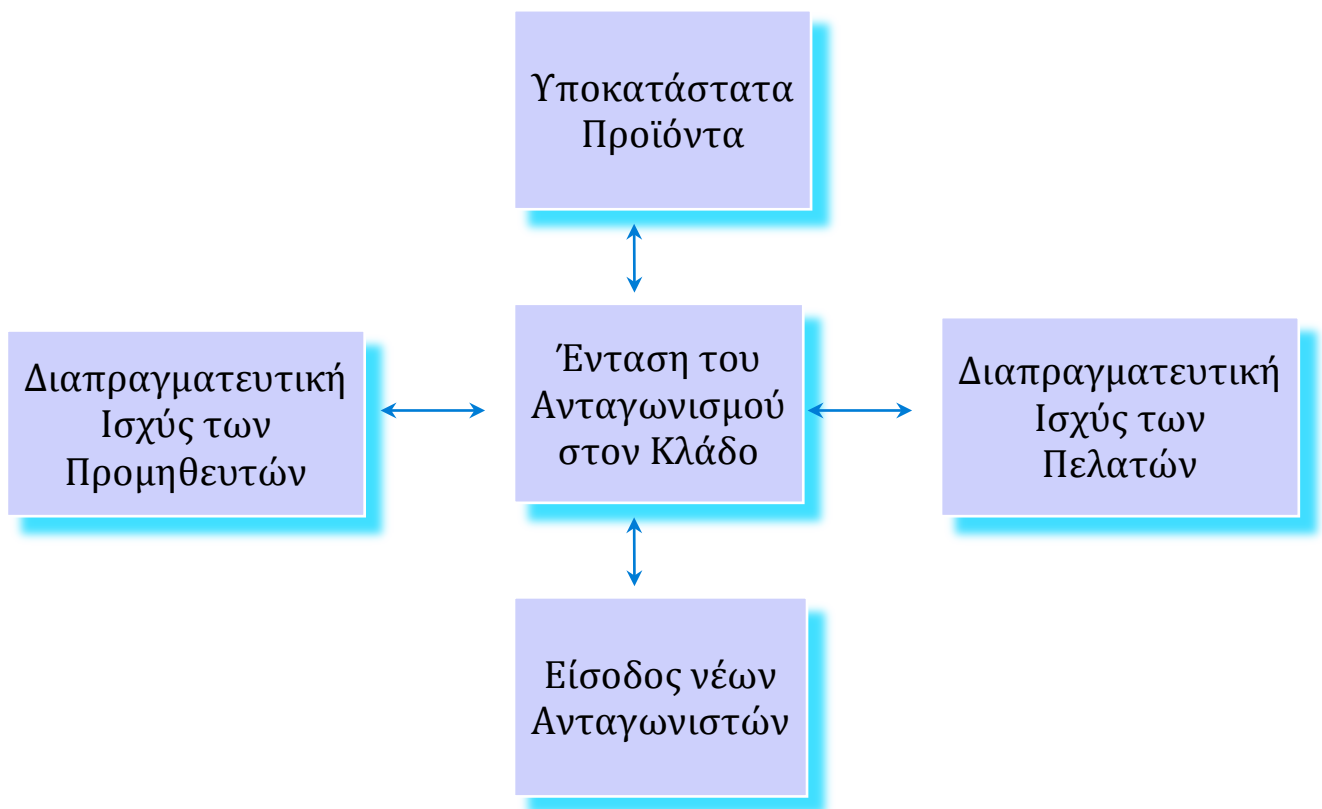 Υποκατάστατα
Προϊόντα
Διαπραγματευτική
Ισχύς των
Προμηθευτών
Ένταση του
Ανταγωνισμού
στον Κλάδο
Διαπραγματευτική
Ισχύς των
Πελατών
Είσοδος νέων
Ανταγωνιστών